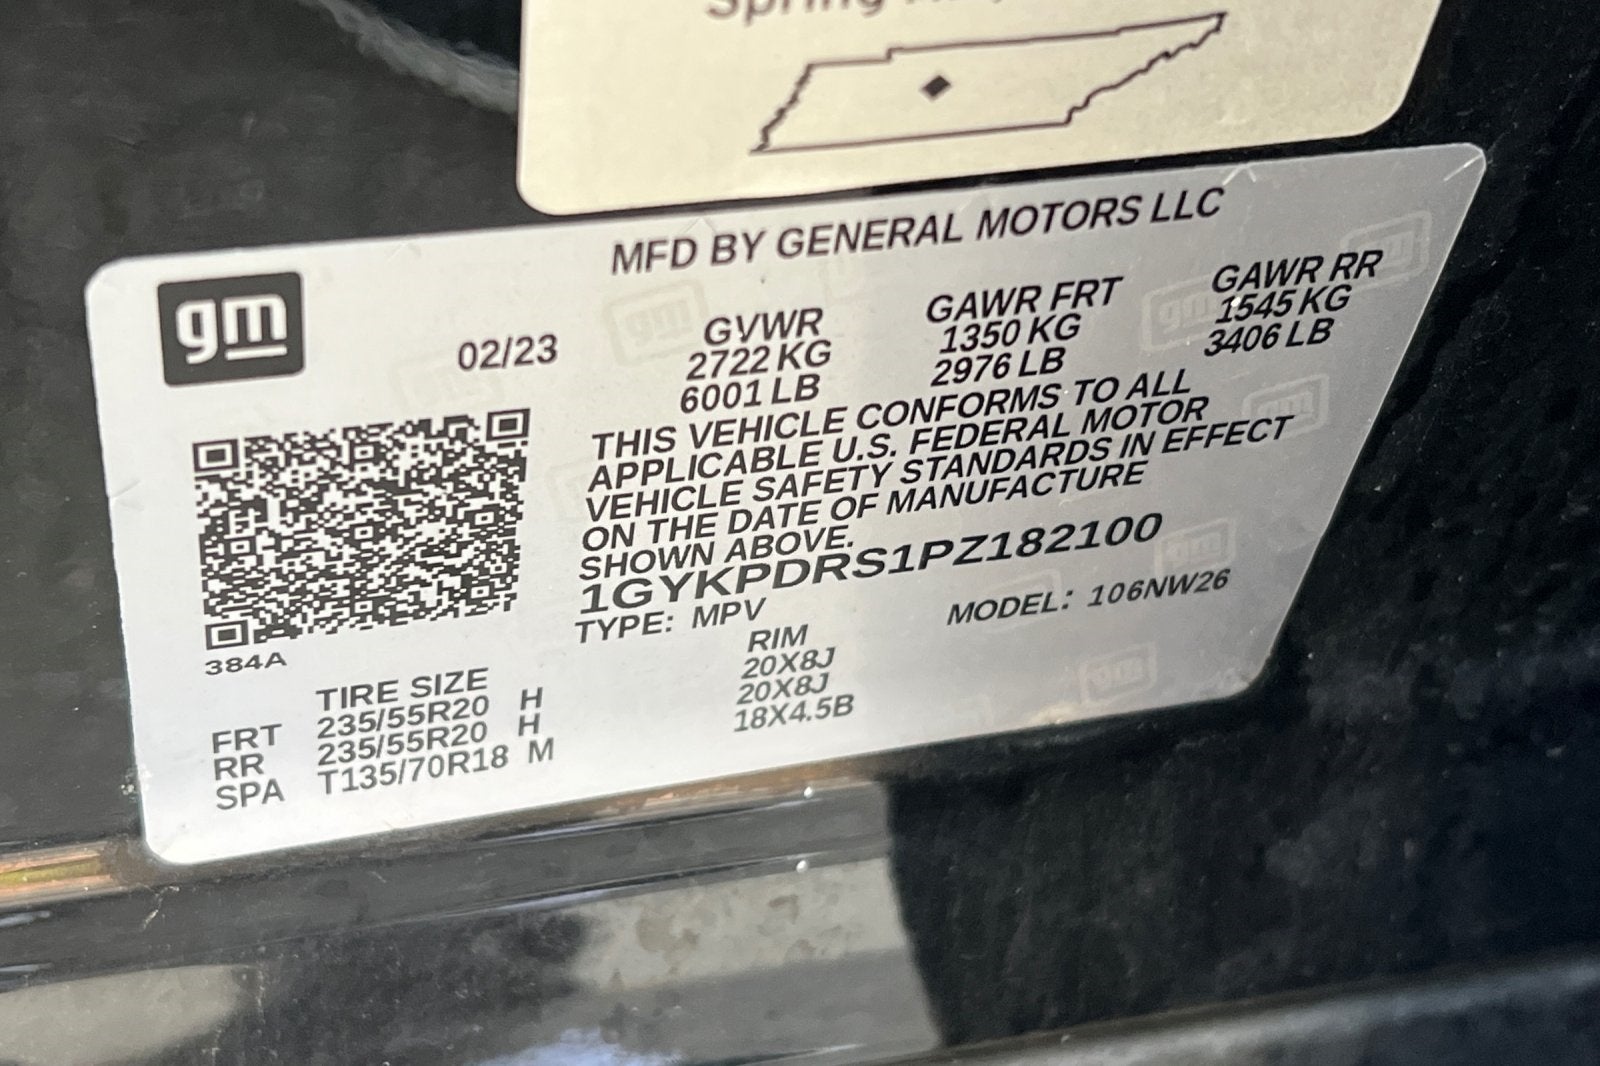 Spring
MFD BY GENERAL MOTORS LLC
gm
02/23
GVWR GAWR FRT GAWR RR
2722 KG 1350 KG 1545 KG
6001 LB 2976 LB 3406 LB
THIS VEHICLE CONFORMS TO ALL
APPLICABLE U.S. FEDERAL MOTOR
VEHICLE SAFETY STANDARDS IN EFFECT
ON THE DATE OF MANUFACTURE
SHOWN ABOVE.
1GYKPDRS1PZ182100
TYPE: MPV MODEL: 106NW26
384A
TIRE SIZE RIM
FRT 235/55R20 H 20X8J
RR 235/55R20 H 20X8J
SPA T135/70R18 M 18X4.5B